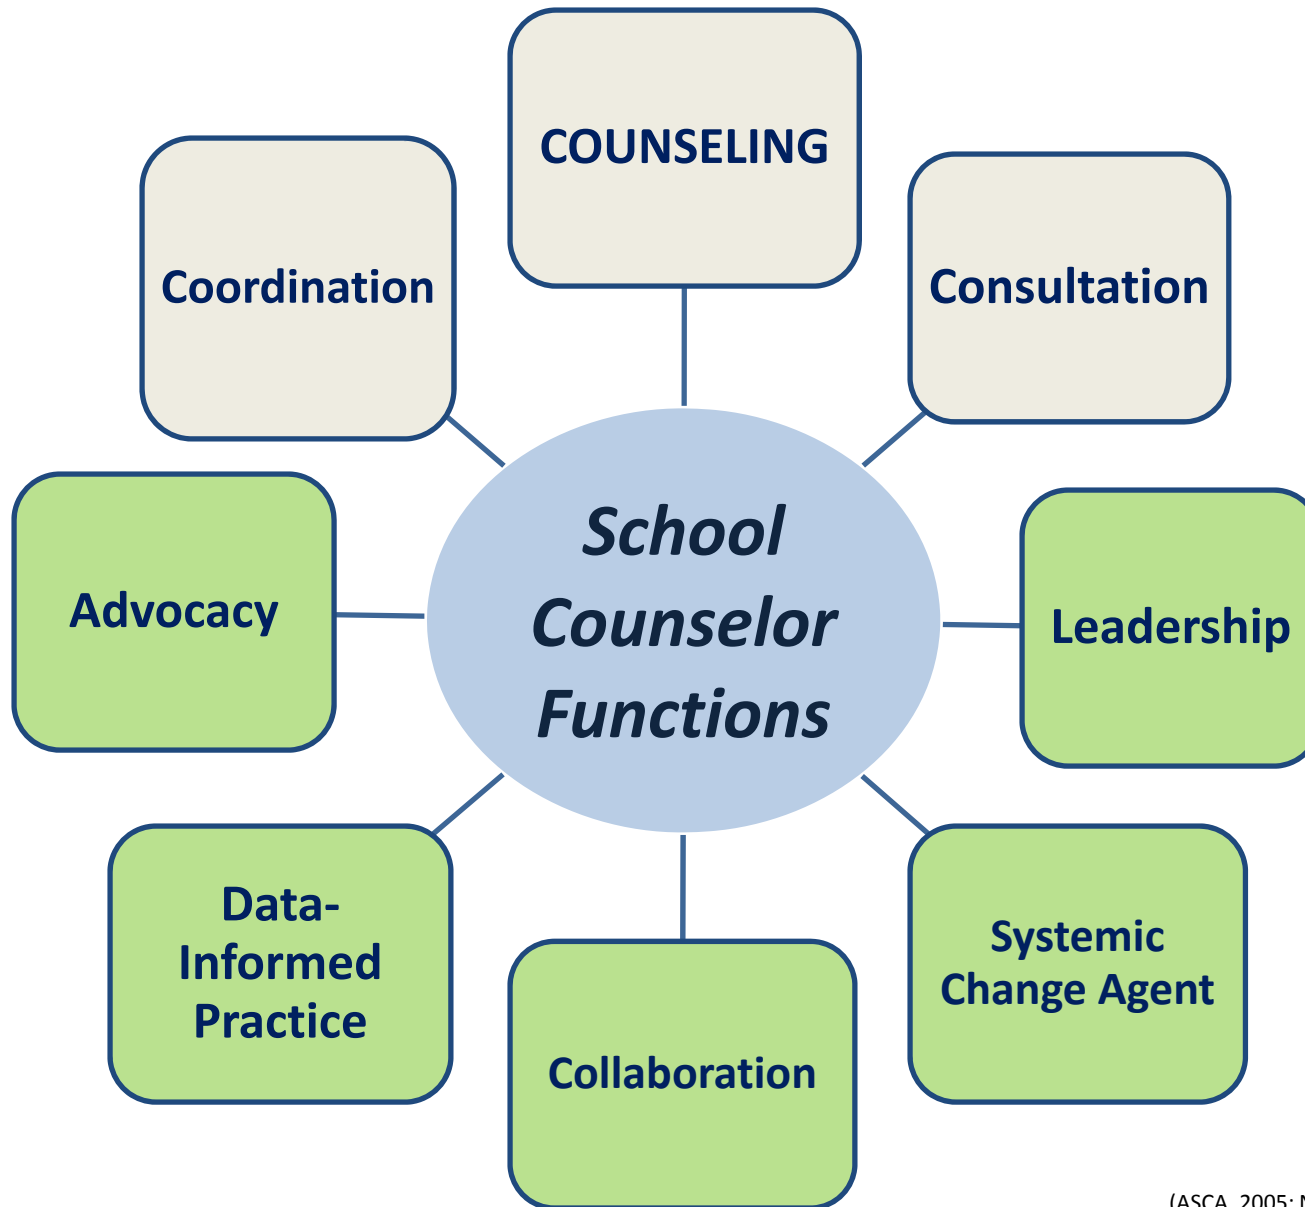 COUNSELING
Coordination
Consultation
School
Counselor
Functions
Advocacy
Leadership
Data-
Informed
Practice
Systemic
Change Agent
Collaboration
(ASCA, 2005;